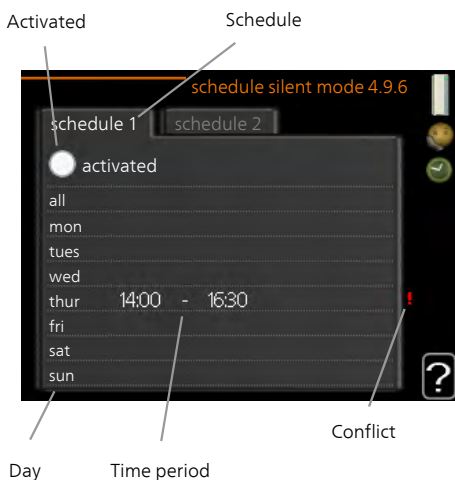 Activated
Schedule
schedule silent mode 4.9.6
schedule 1
schedule 2
activated
all
mon
tues
wed
thur 14:00 - 16:30 !
fri
sat
sun
?
Conflict
Day
Time period